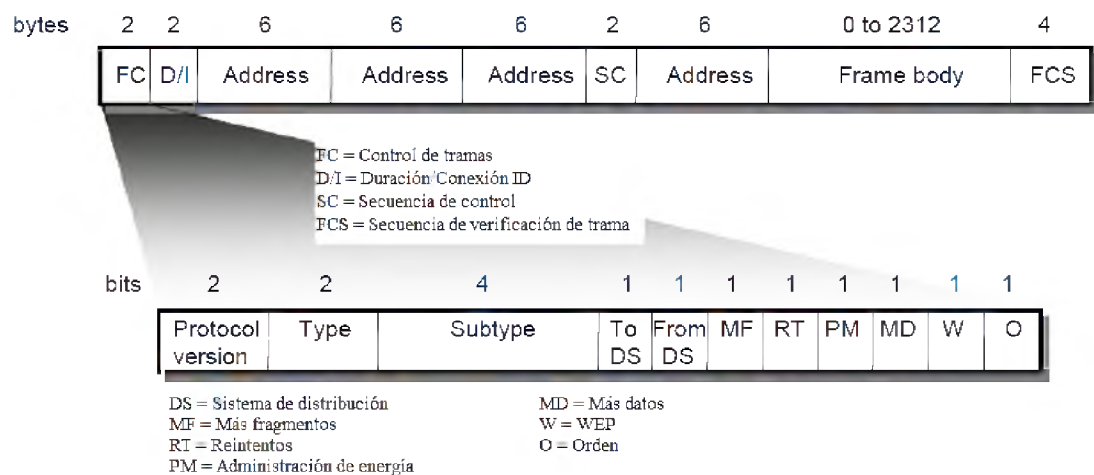 bytes 2 2 6 6 6 2 6 0 to 2312 4
FC D/I Address Address Address SC Address Frame body FCS
FC = Control de tramas
D/I = Duración/Conexión ID
SC = Secuencia de control
FCS = Secuencia de verificación de trama
bits 2 2 4 1 1 1 1 1 1 1 1
Protocol version Type Subtype To DS From DS MF RT PM MD W O
DS = Sistema de distribución
MF = Más fragmentos
RT = Reintentos
PM = Administración de energía
MD = Más datos
W = WEP
O = Orden